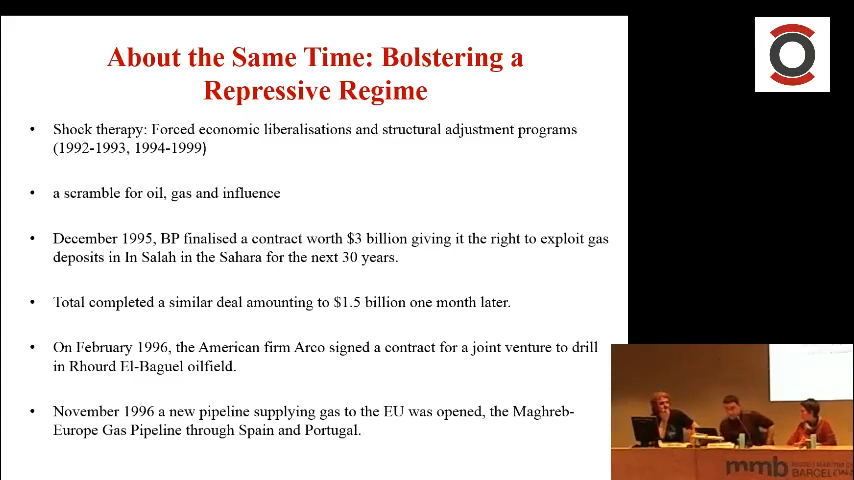 About the Same Time: Bolstering a
Repressive Regime
• Shock therapy: Forced economic liberalisations and structural adjustment programs
(1992-1993, 1994-1999)
• a scramble for oil, gas and influence
• December 1995, BP finalised a contract worth $3 billion giving it the right to exploit gas
deposits in In Salah in the Sahara for the next 30 years.
• Total completed a similar deal amounting to $1.5 billion one month later.
• On February 1996, the American firm Arco signed a contract for a joint venture to drill
in Rhourd El-Baguel oilfield.
• November 1996 a new pipeline supplying gas to the EU was opened, the Maghreb-
Europe Gas Pipeline through Spain and Portugal.
mmb